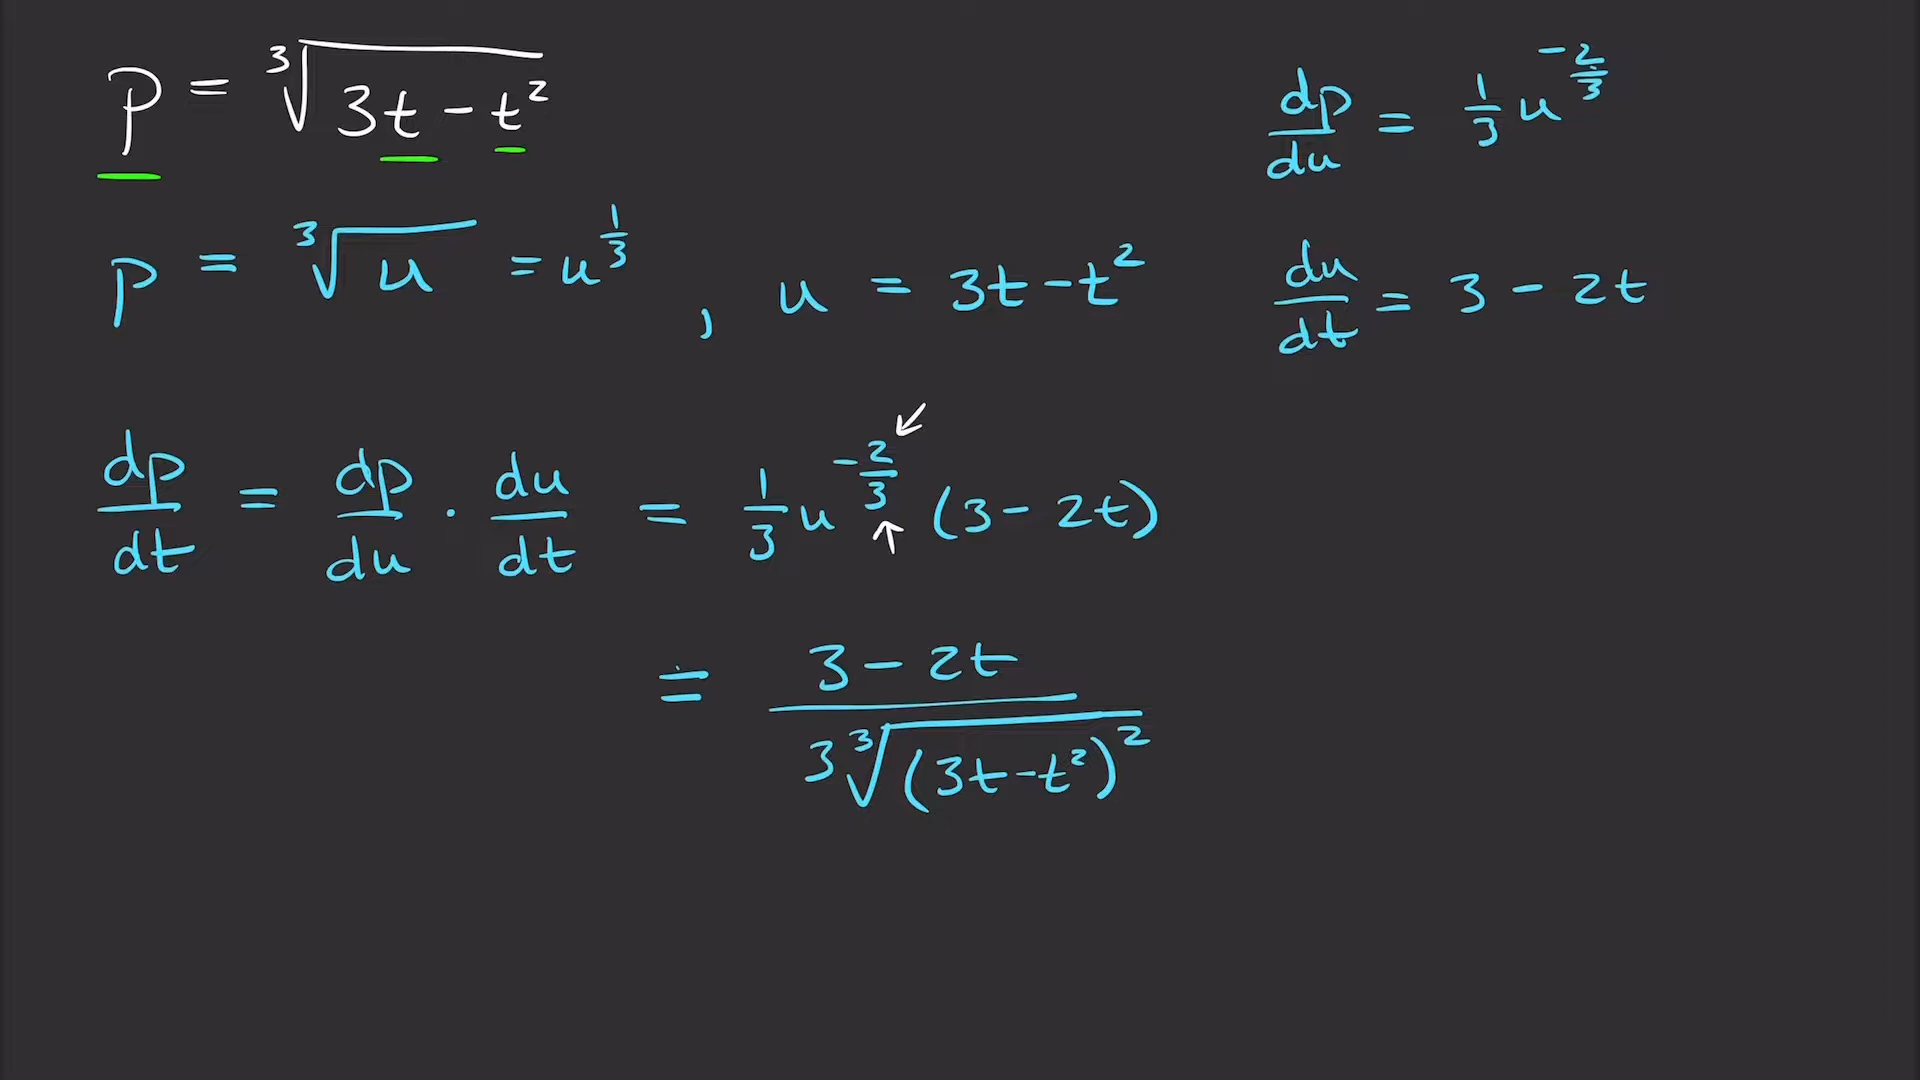 p = ∛(3t − t²)
dp/du = 1/3 u^(−2/3)
p = ∛u = u^(1/3) , u = 3t − t²
du/dt = 3 − 2t
dp/dt = dp/du · du/dt = 1/3 u^(−2/3) (3 − 2t)
= (3 − 2t)/(3∛((3t − t²)²))